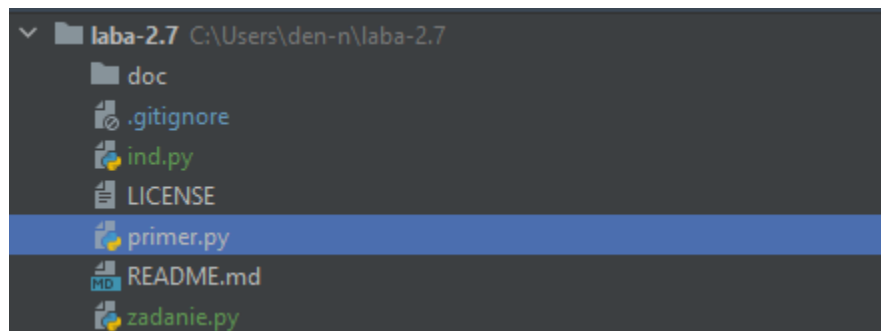 laba-2.7 C:\Users\den-n\laba-2.7
doc
.gitignore
ind.py
LICENSE
primer.py
MD README.md
zadanie.py